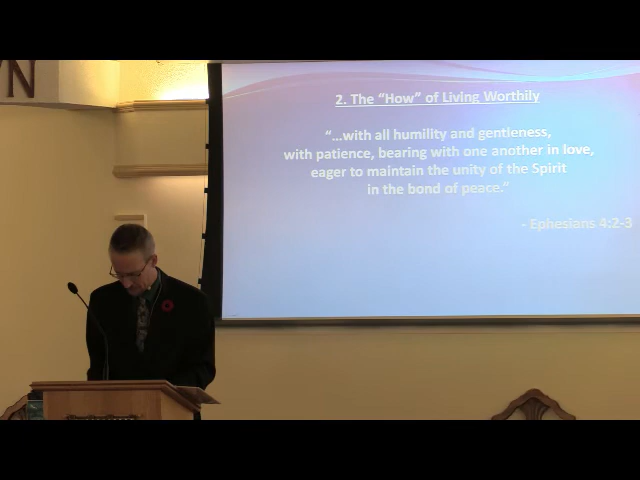 WN
2. The “How” of Living Worthily
“...with all humility and gentleness,
with patience, bearing with one another in love,
eager to maintain the unity of the Spirit
in the bond of peace.”
- Ephesians 4:2-3